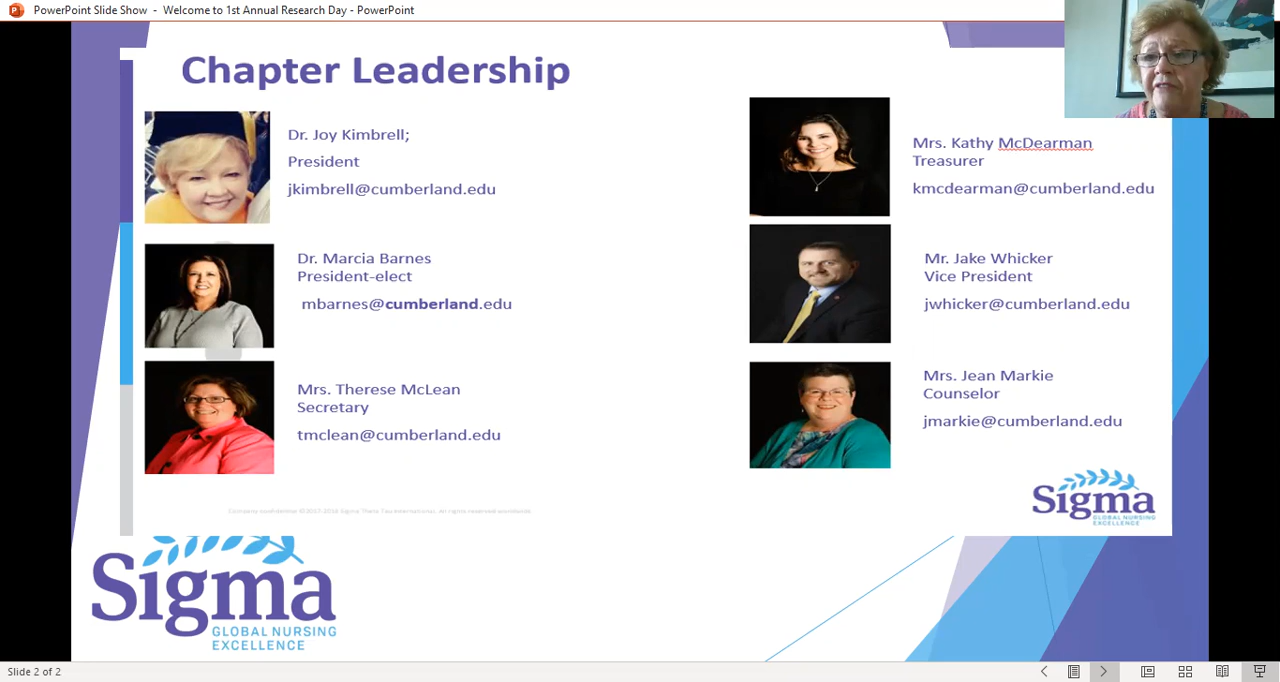 PowerPoint Slide Show - Welcome to 1st Annual Research Day - PowerPoint
Chapter Leadership
Dr. Joy Kimbrell;
President
jkimbrell@cumberland.edu
Dr. Marcia Barnes
President-elect
mbarnes@cumberland.edu
Mrs. Therese McLean
Secretary
tmclean@cumberland.edu
Mrs. Kathy McDearman
Treasurer
kmcdearman@cumberland.edu
Mr. Jake Whicker
Vice President
jwhicker@cumberland.edu
Mrs. Jean Markie
Counselor
jmarkie@cumberland.edu
Sigma
GLOBAL NURSING
EXCELLENCE
Sigma
GLOBAL NURSING
EXCELLENCE
Slide 2 of 2